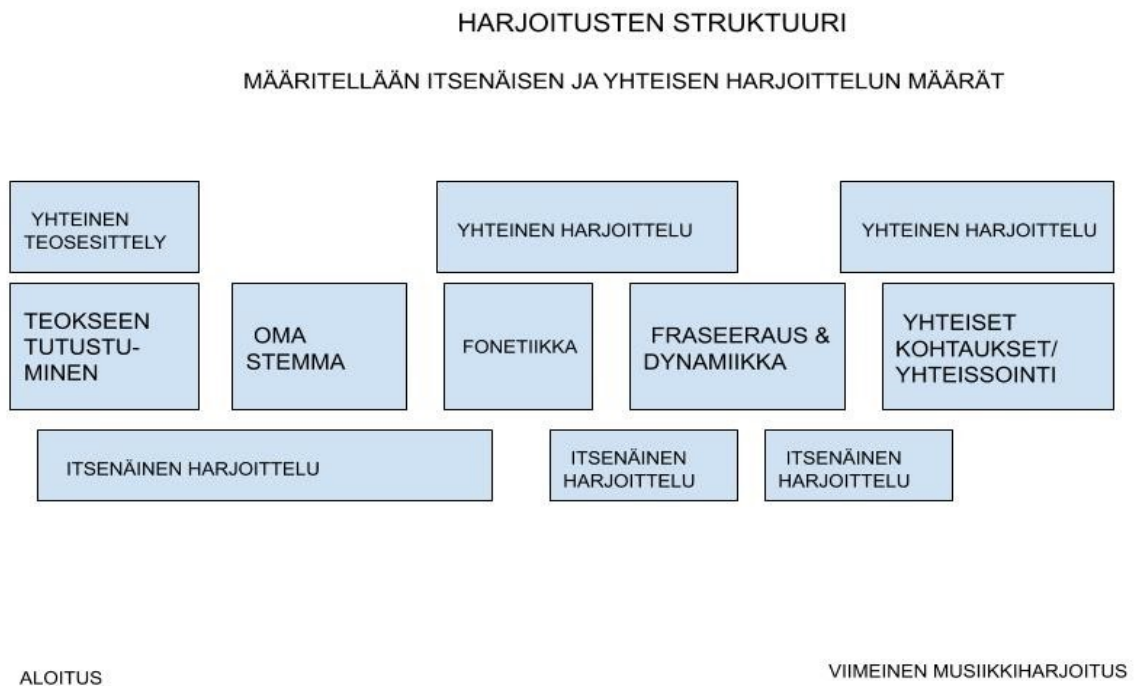 HARJOITUSTEN STRUKTUURI
MÄÄRITELLÄÄN ITSENÄISEN JA YHTEISEN HARJOITTELUN MÄÄRÄT
YHTEINEN
TEOSESITTELY
YHTEINEN HARJOITTELU
YHTEINEN HARJOITTELU
TEOKSEEN
TUTUSTU-
MINEN
OMA
STEMMA
FONETIIKKA
FRASEERAUS &
DYNAMIIKKA
YHTEISET
KOHTAUKSET/
YHTEISSOINTI
ITSENÄINEN HARJOITTELU
ITSENÄINEN
HARJOITTELU
ITSENÄINEN
HARJOITTELU
ALOITUS
VIIMEINEN MUSIIKKIHARJOITUS